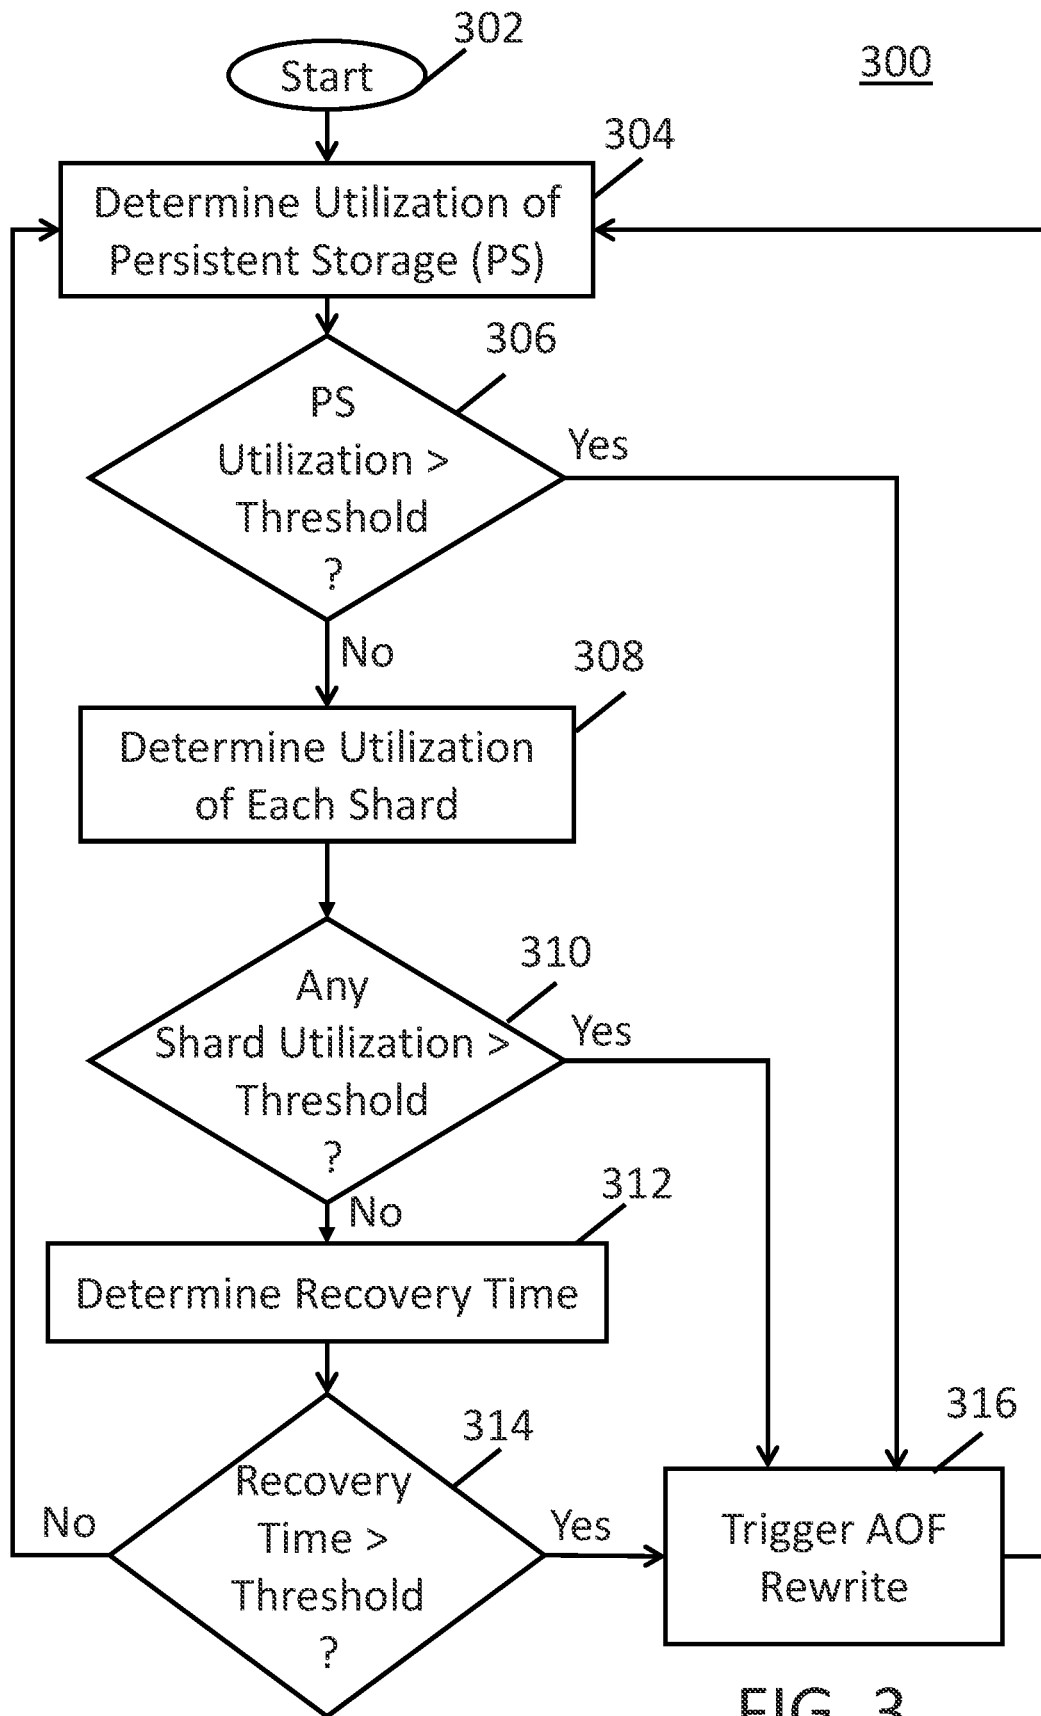 302
Start
300
304
Determine Utilization of
Persistent Storage (PS)
306
PS
Utilization >
Threshold
?
Yes
No
308
Determine Utilization
of Each Shard
310
Any
Shard Utilization >
Threshold
?
Yes
No
312
Determine Recovery Time
314
Recovery
Time >
Threshold
?
No
Yes
316
Trigger AOF
Rewrite
FIG. 3